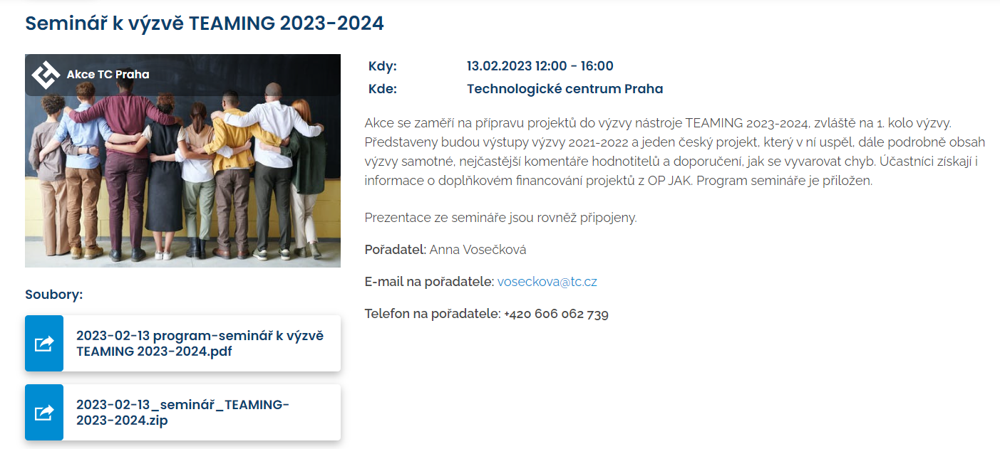 Seminář k výzvě TEAMING 2023-2024
Akce TC Praha
Kdy: 13.02.2023 12:00 - 16:00
Kde: Technologické centrum Praha
Akce se zaměří na přípravu projektů do výzvy nástroje TEAMING 2023-2024, zvláště na 1. kolo výzvy.
Představeny budou výstupy výzvy 2021-2022 a jeden český projekt, který v ní uspěl, dále podrobně obsah
výzvy samotné, nejčastější komentáře hodnotitelů a doporučení, jak se vyvarovat chyb. Účastníci získají i
informace o doplňkovém financování projektů z OP JAK. Program semináře je přiložen.
Prezentace ze semináře jsou rovněž připojeny.
Pořadatel: Anna Vosečková
E-mail na pořadatele: voseckova@tc.cz
Telefon na pořadatele: +420 606 062 739
Soubory:
2023-02-13 program-seminář k výzvě
TEAMING 2023-2024.pdf
2023-02-13_seminář_TEAMING-
2023-2024.zip